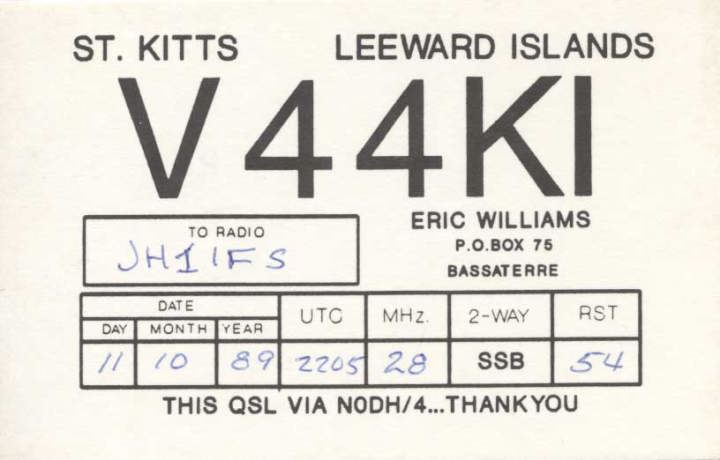 ST. KITTS LEEWARD ISLANDS
V44KI
ERIC WILLIAMS
P.O.BOX 75
BASSATERRE
TO RADIO
JH1IFS
DATE UTC MHz. 2-WAY RST
DAY MONTH YEAR
11 10 89 2205 28 SSB 54
THIS QSL VIA N0DH/4...THANKYOU